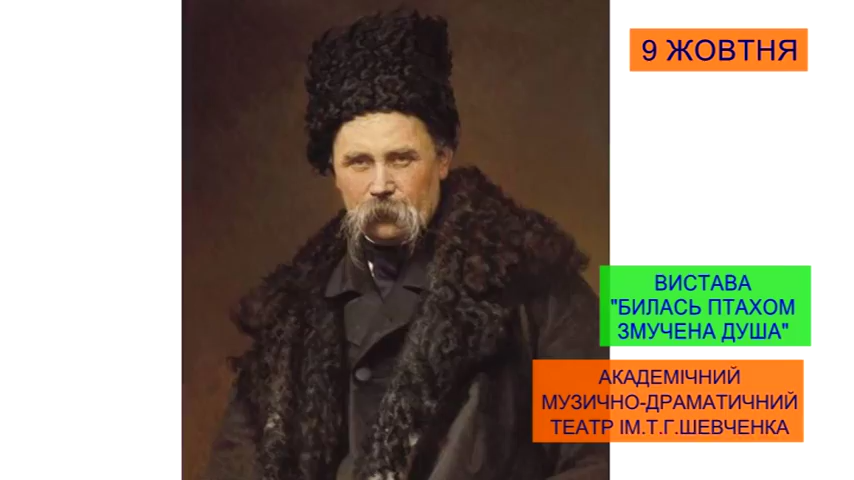 9 ЖОВТНЯ
ВИСТАВА
"БИЛАСЬ ПТАХОМ
ЗМУЧЕНА ДУША"
АКАДЕМІЧНИЙ
МУЗИЧНО-ДРАМАТИЧНИЙ
ТЕАТР ІМ.Т.Г.ШЕВЧЕНКА